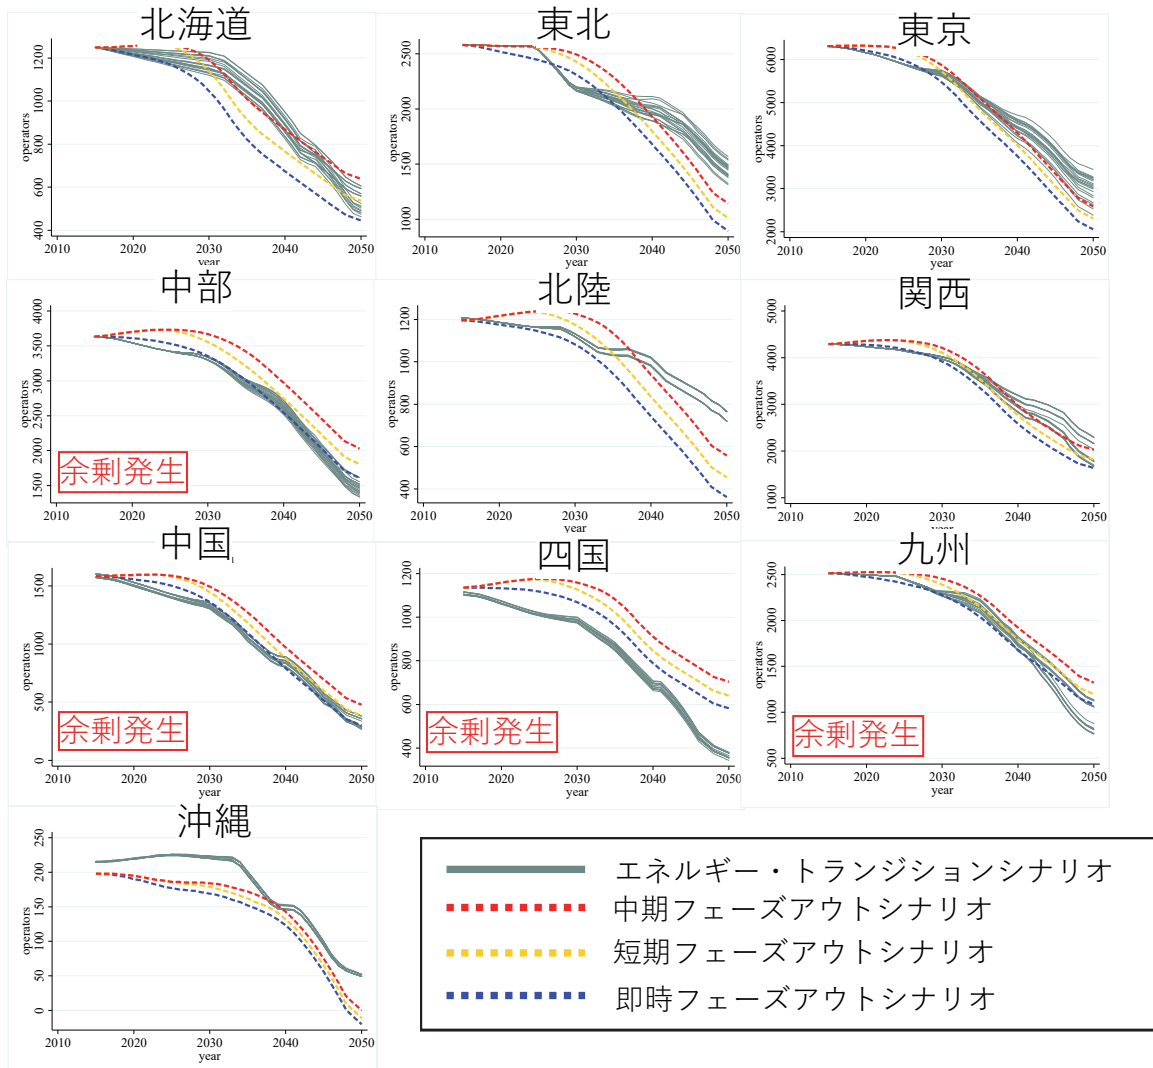 北海道
operators
1200
1000
800
600
400
2010 2020 2030 2040 2050
year
東北
operators
2500
2000
1500
1000
2010 2020 2030 2040 2050
year
東京
operators
6000
5000
4000
3000
2000
2010 2020 2030 2040 2050
year
中部
operators
4000
3500
3000
2500
2000
1500
余剰発生
2010 2020 2030 2040 2050
year
北陸
operators
1200
1000
800
600
400
2010 2020 2030 2040 2050
year
関西
operators
5000
4000
3000
2000
1000
2010 2020 2030 2040 2050
year
中国
operators
1500
1000
500
0
余剰発生
2010 2020 2030 2040 2050
year
四国
operators
1200
1000
800
600
400
余剰発生
2010 2020 2030 2040 2050
year
九州
operators
2500
2000
1500
1000
500
余剰発生
2010 2020 2030 2040 2050
year
沖縄
operators
250
200
150
100
50
0
2010 2020 2030 2040 2050
year
エネルギー・トランジションシナリオ
中期フェーズアウトシナリオ
短期フェーズアウトシナリオ
即時フェーズアウトシナリオ